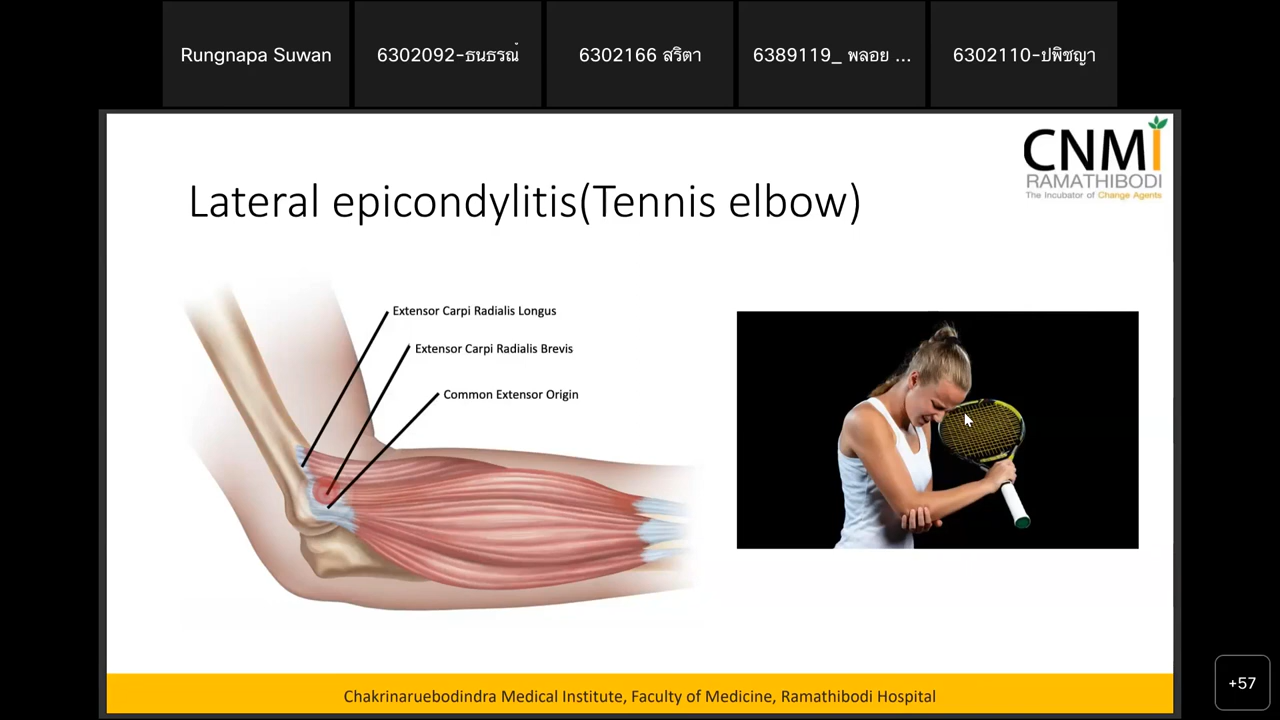 Rungnapa Suwan
6302092-ธนธรณ์
6302166 สริตา
6389119_ พลอย ...
6302110-ปพิชญา
CNMi
RAMATHIBODI
The Incubator of Change Agents
Lateral epicondylitis(Tennis elbow)
Extensor Carpi Radialis Longus
Extensor Carpi Radialis Brevis
Common Extensor Origin
Chakrinaruebodindra Medical Institute, Faculty of Medicine, Ramathibodi Hospital
+57